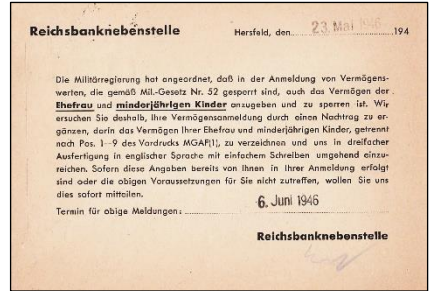 Reichsbanknebenstelle Hersfeld, den 23. Mai 1946 194
Die Militärregierung hat angeordnet, daß in der Anmeldung von Vermögens-
werten, die gemäß Mil.-Gesetz Nr. 52 gesperrt sind, auch das Vermögen der
Ehefrau und minderjährigen Kinder anzugeben und zu sperren ist. Wir
ersuchen Sie deshalb, Ihre Vermögensanmeldung durch einen Nachtrag zu er-
gänzen, darin das Vermögen Ihrer Ehefrau und minderjährigen Kinder, getrennt
nach Pos. 1--9 des Vordrucks MGAF(1), zu verzeichnen und uns in dreifacher
Ausfertigung in englischer Sprache mit einfachem Schreiben umgehend einzu-
reichen. Sofern diese Angaben bereits von Ihnen in Ihrer Anmeldung erfolgt
sind oder die obigen Voraussetzungen für Sie nicht zutreffen, wollen Sie uns
dies sofort mitteilen.
Termin für obige Meldungen: 6. Juni 1946
Reichsbanknebenstelle